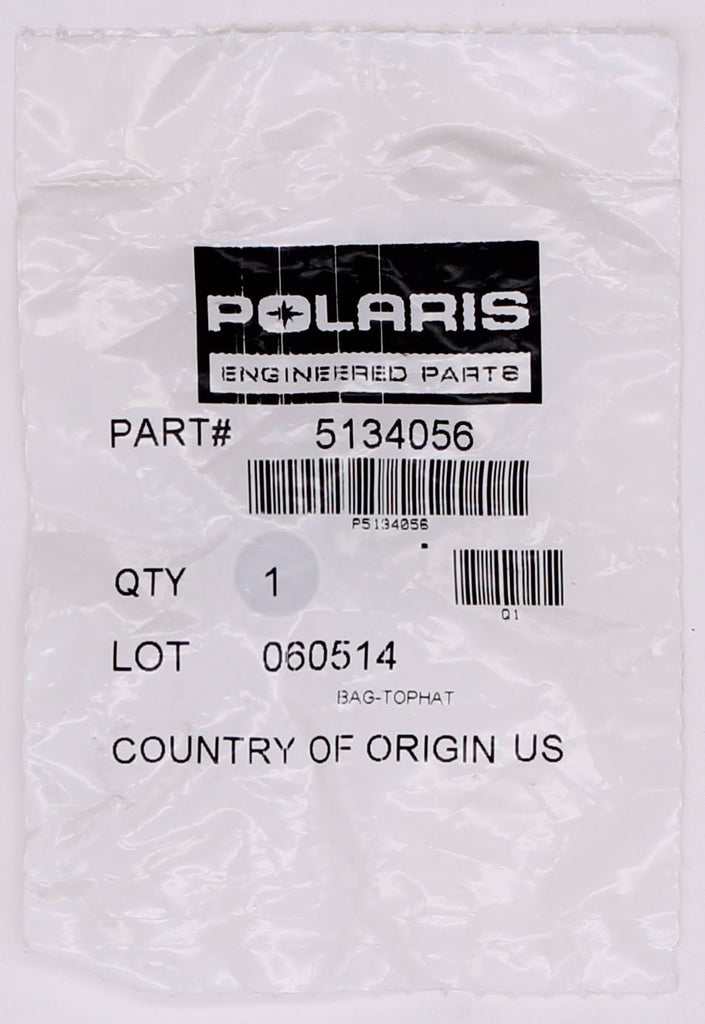 POLARIS
ENGINEERED PARTS
PART# 5134056
P5134056
QTY 1
Q1
LOT 060514
BAG-TOPHAT
COUNTRY OF ORIGIN US